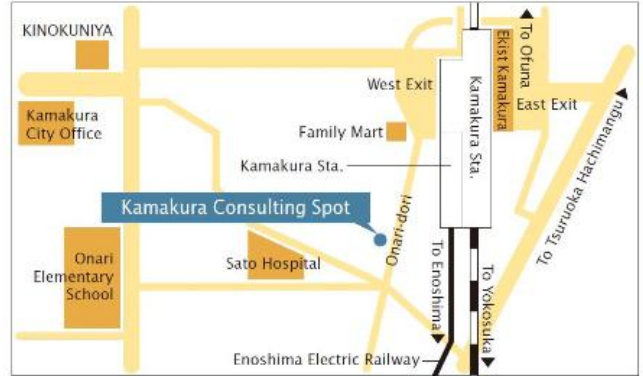 KINOKUNIYA
To Ofuna
Ekist Kamakura
West Exit
Kamakura Sta.
East Exit
Kamakura
City Office
Family Mart
Kamakura Sta.
To Tsuruoka Hachimangu
Kamakura Consulting Spot
Onari-dori
Onari
Elementary
School
Sato Hospital
To Enoshima
To Yokosuka
Enoshima Electric Railway